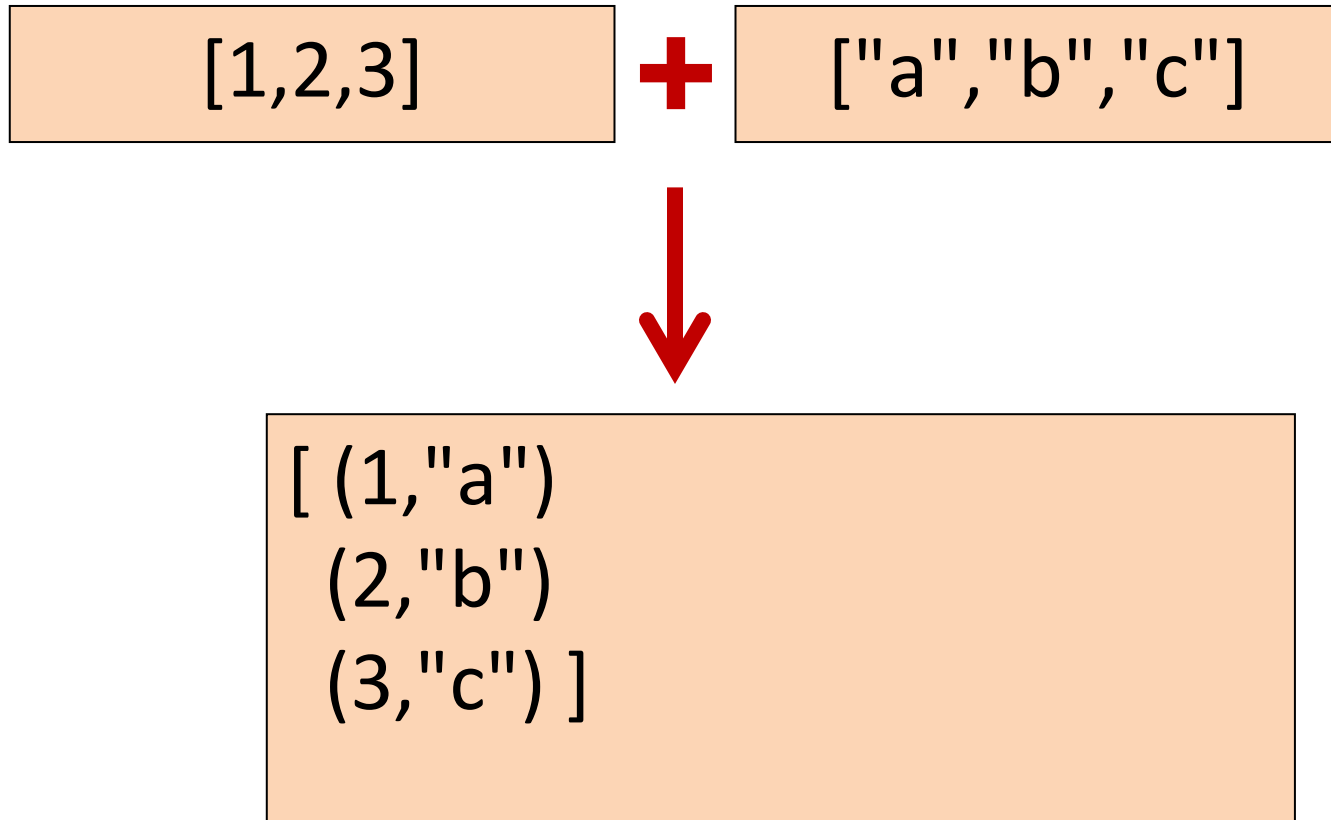 [1,2,3]
["a","b","c"]
[ (1,"a")
(2,"b")
(3,"c") ]